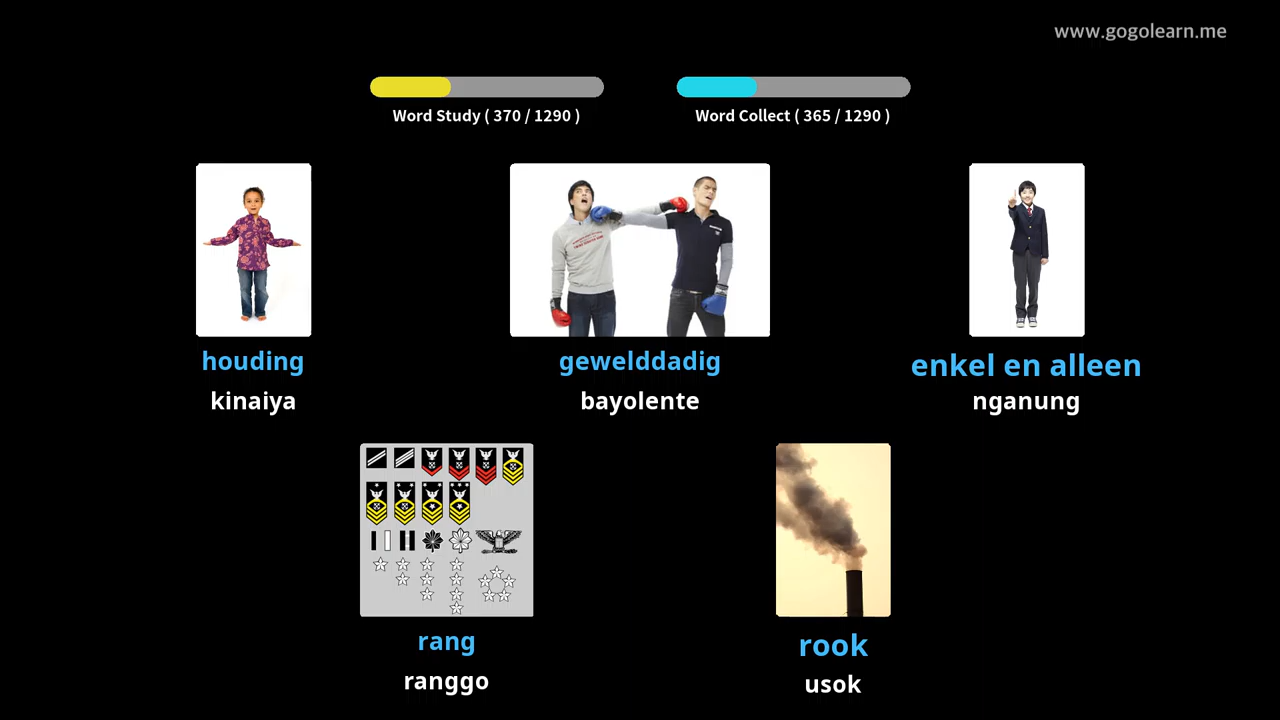 www.gogolearn.me
Word Study ( 370 / 1290 )
Word Collect ( 365 / 1290 )
houding
kinaiya
gewelddadig
bayolente
enkel en alleen
nganung
rang
ranggo
rook
usok